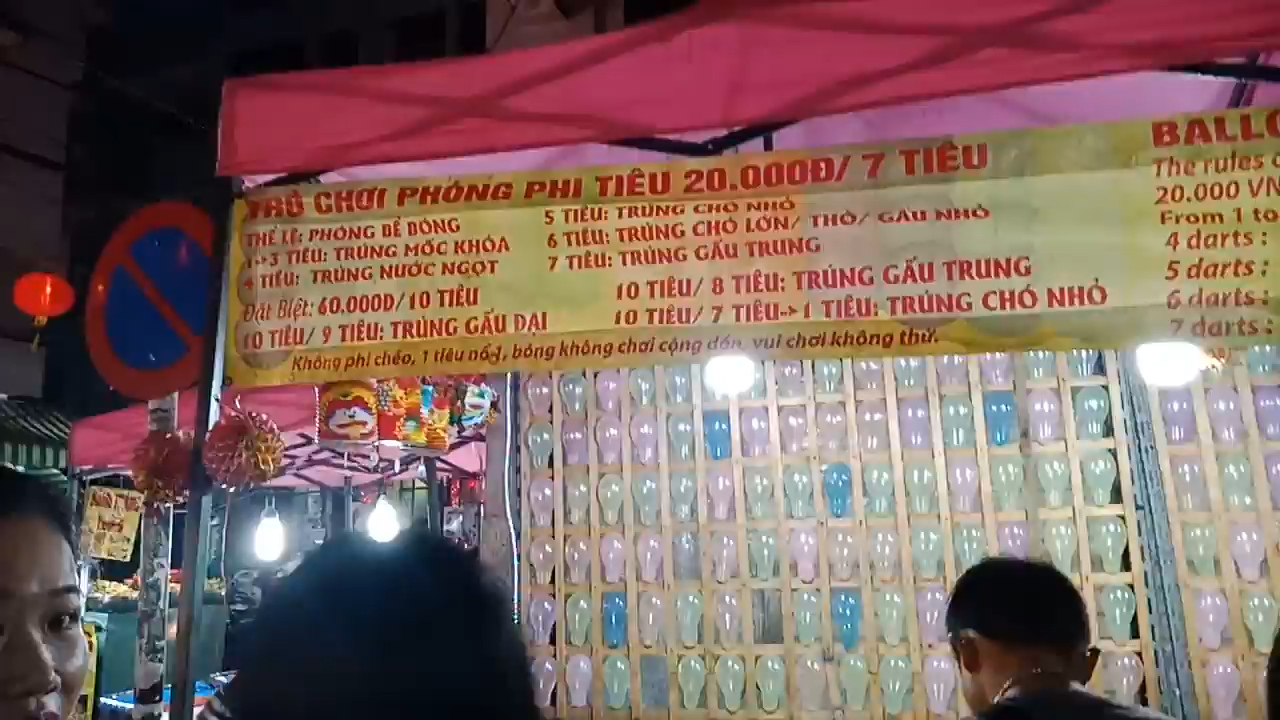 TRÒ CHƠI PHÓNG PHI TIÊU 20.000Đ/ 7 TIÊU
THỂ LỆ: PHÓNG BỂ BÓNG
1->3 TIÊU: TRÚNG MÓC KHÓA
4 TIÊU: TRÚNG NƯỚC NGỌT
5 TIÊU: TRÚNG CHÓ NHỎ
6 TIÊU: TRÚNG CHÓ LỚN/ THỎ/ GẤU NHỎ
7 TIÊU: TRÚNG GẤU TRUNG
Đặt Biệt: 60.000Đ/10 TIÊU
10 TIÊU/ 9 TIÊU: TRÚNG GẤU ĐẠI
10 TIÊU/ 8 TIÊU: TRÚNG GẤU TRUNG
10 TIÊU/ 7 TIÊU->1 TIÊU: TRÚNG CHÓ NHỎ
Không phi chéo, 1 tiêu nổ, bóng không chơi cộng dồn, vui chơi không thử.
BALLO
The rules
20.000 VN
From 1 to
4 darts :
5 darts :
6 darts :
7 darts :